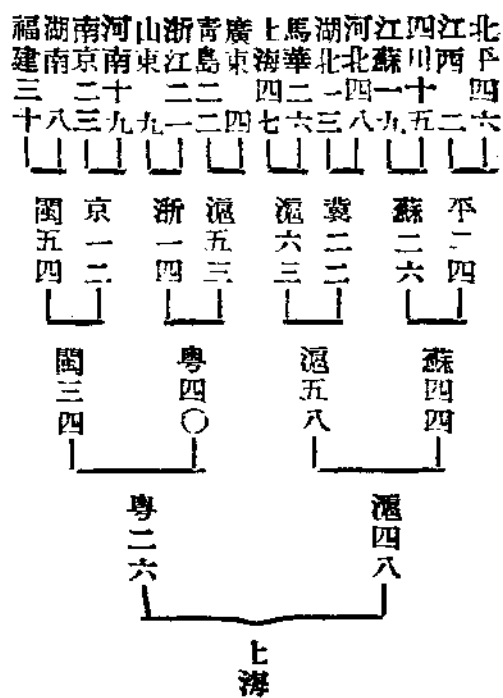 北平四六
江西二
四川十五
江蘇一九
河北四八
湖北一三
馬華二六
上海四七
廣東四
青島二二
浙江二一
山東九
河南十九
南京二三
湖南八
福建三十
平二四
蘇二六
冀二二
滬六三
滬五三
浙一四
京一二
閩五四
蘇四四
滬五八
粵四〇
閩三四
滬四八
粵二六
上海